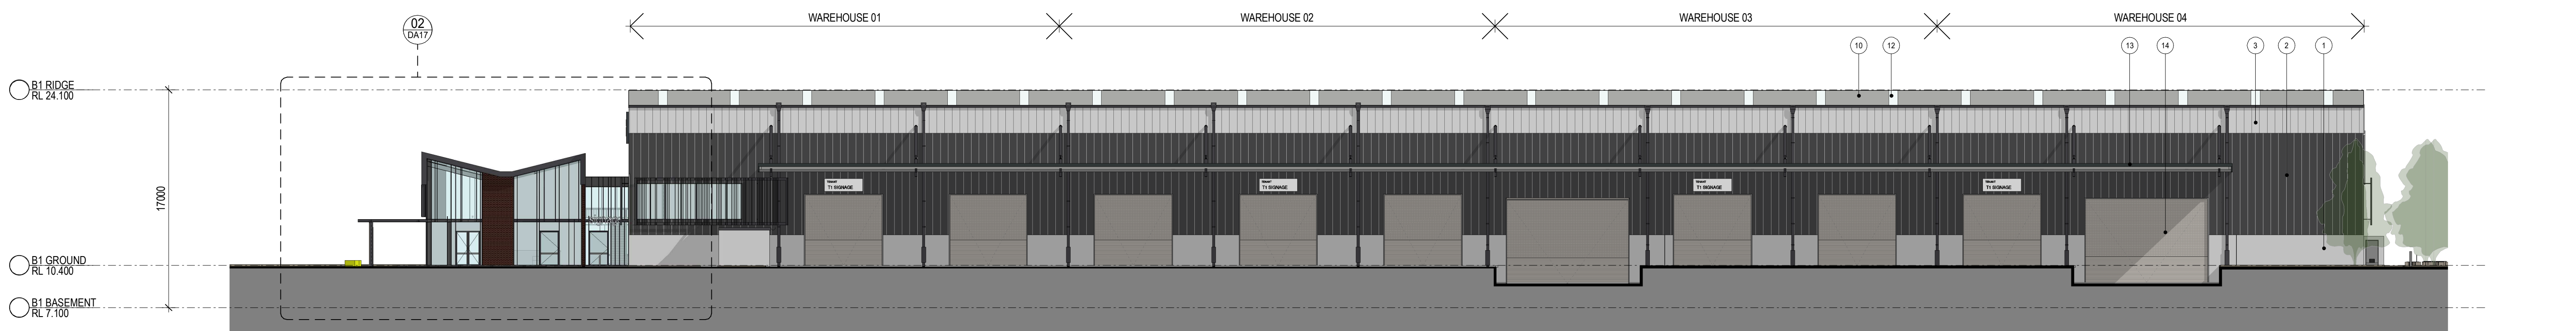 WAREHOUSE 01
WAREHOUSE 02
WAREHOUSE 03
WAREHOUSE 04
02
DA17
10
12
13
14
3
2
1
B1 RIDGE
RL 24.100
17000
T1 SIGNAGE
T1 SIGNAGE
T1 SIGNAGE
T1 SIGNAGE
B1 GROUND
RL 10.400
B1 BASEMENT
RL 7.100